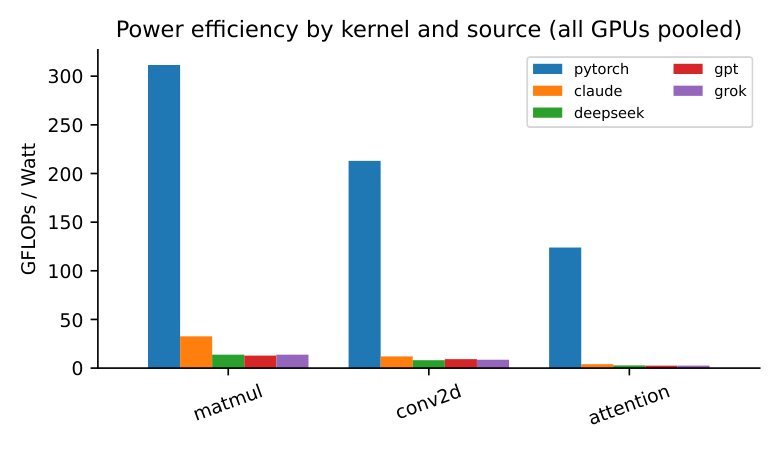 Power efficiency by kernel and source (all GPUs pooled)
GFLOPs / Watt
300
250
200
150
100
50
0
pytorch
claude
deepseek
gpt
grok
matmul
conv2d
attention